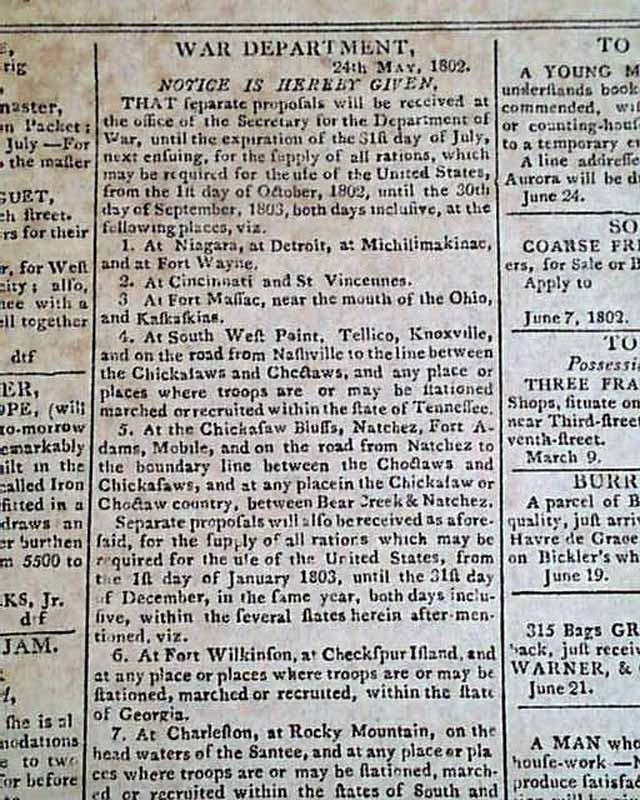 E,
rig
master,
n Packet;
July —For
the master
GUET,
ch ſtreet.
rs for their
r, for Weſt
city; alſo,
nee with a
ell together
dtf
ER,
OPE, (will
to-morrow
emarkably
ilt in the
called Iron
fitted in a
draws an
er burthen
m 5500 to
KS, Jr.
dtf
JAM.
ſhe is al
modations
e to two
for before
WAR DEPARTMENT,
24th May, 1802.
NOTICE IS HEREBY GIVEN,
THAT ſeparate propoſals will be received at
the office of the Secretary for the Department of
War, until the expiration of the 31ſt day of July,
next enſuing, for the ſupply of all rations, which
may be required for the uſe of the United States,
from the 1ſt day of October, 1802, until the 30th
day of September, 1803, both days incluſive, at the
following places, viz.
1. At Niagara, at Detroit, at Michilimakinac,
and at Fort Wayne.
2. At Cincinnati and St Vincennes.
3 At Fort Maſſac, near the mouth of the Ohio,
and Kaſkaſkias.
4. At South Weſt Point, Tellico, Knoxville,
and on the road from Naſhville to the line between
the Chickaſaws and Choctaws, and any place or
places where troops are or may be ſtationed
marched or recruited within the ſtate of Tenneſſee.
5. At the Chickaſaw Bluffs, Natchez, Fort A-
dams, Mobile, and on the road from Natchez to
the boundary line between the Choctaws and
Chickaſaws, and at any place in the Chickaſaw or
Choctaw country, between Bear Creek & Natchez.
Separate propoſals will alſo be received as afore-
ſaid, for the ſupply of all rations which may be
required for the uſe of the United States, from
the 1ſt day of January 1803, until the 31ſt day
of December, in the ſame year, both days inclu-
ſive, within the ſeveral ſtates herein after men-
tioned, viz.
6. At Fort Wilkinſon, at Checkſpur Iſland, and
at any place or places where troops are or may be
ſtationed, marched or recruited, within the ſtate
of Georgia.
7. At Charleſton, at Rocky Mountain, on the
head waters of the Santee, and at any place or pla
ces where troops are or may be ſtationed, march-
ed or recruited within the ſtates of South and
TO
A YOUNG M
underſtands book
commended, w
or counting-houſ
to a temporary e
A line addreſſe
Aurora will be d
June 24.
SO
COARSE FR
ers, for Sale or B
Apply to
June 7, 1802.
TO
Poſſeſſi
THREE FRA
Shops, ſituate on
near Third-ſtreet
venth-ſtreet.
March 9.
BURR
A parcel of B
quality, juſt arri
Havre de Grace
on Bickler's wh
June 19.
315 Bags GR
back, juſt recei
WARNER, &
June 21.
A MAN who
houſe-work —N
produce ſatisfa